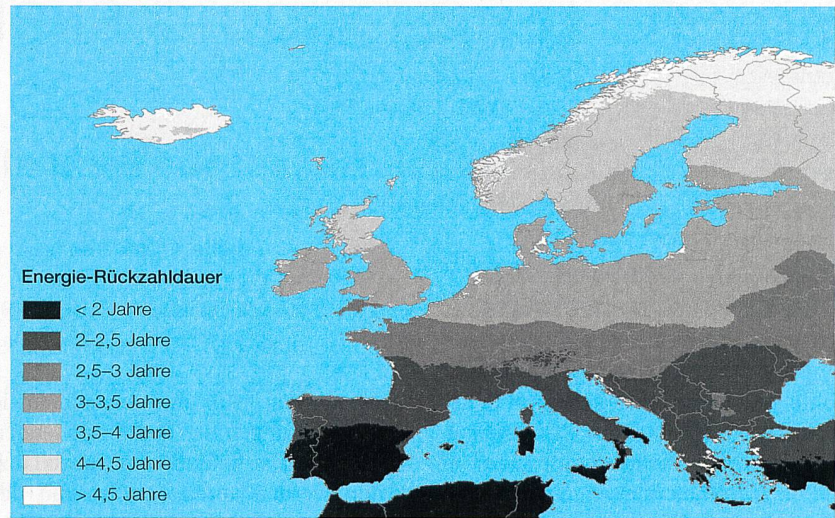 Energie-Rückzahldauer
< 2 Jahre
2–2,5 Jahre
2,5–3 Jahre
3–3,5 Jahre
3,5–4 Jahre
4–4,5 Jahre
> 4,5 Jahre